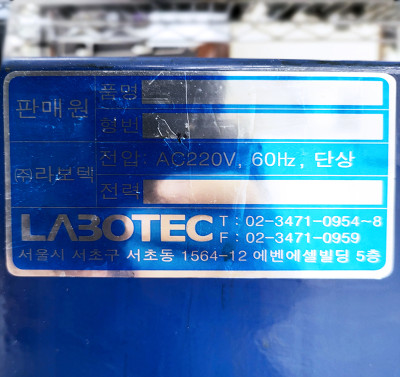 판매원 품명
형번
㈜라보텍 전압: AC220V, 60Hz, 단상
전력
LABOTEC T : 02-3471-0954~8
F : 02-3471-0959
서울시 서초구 서초동 1564-12 에벤에셀빌딩 5층